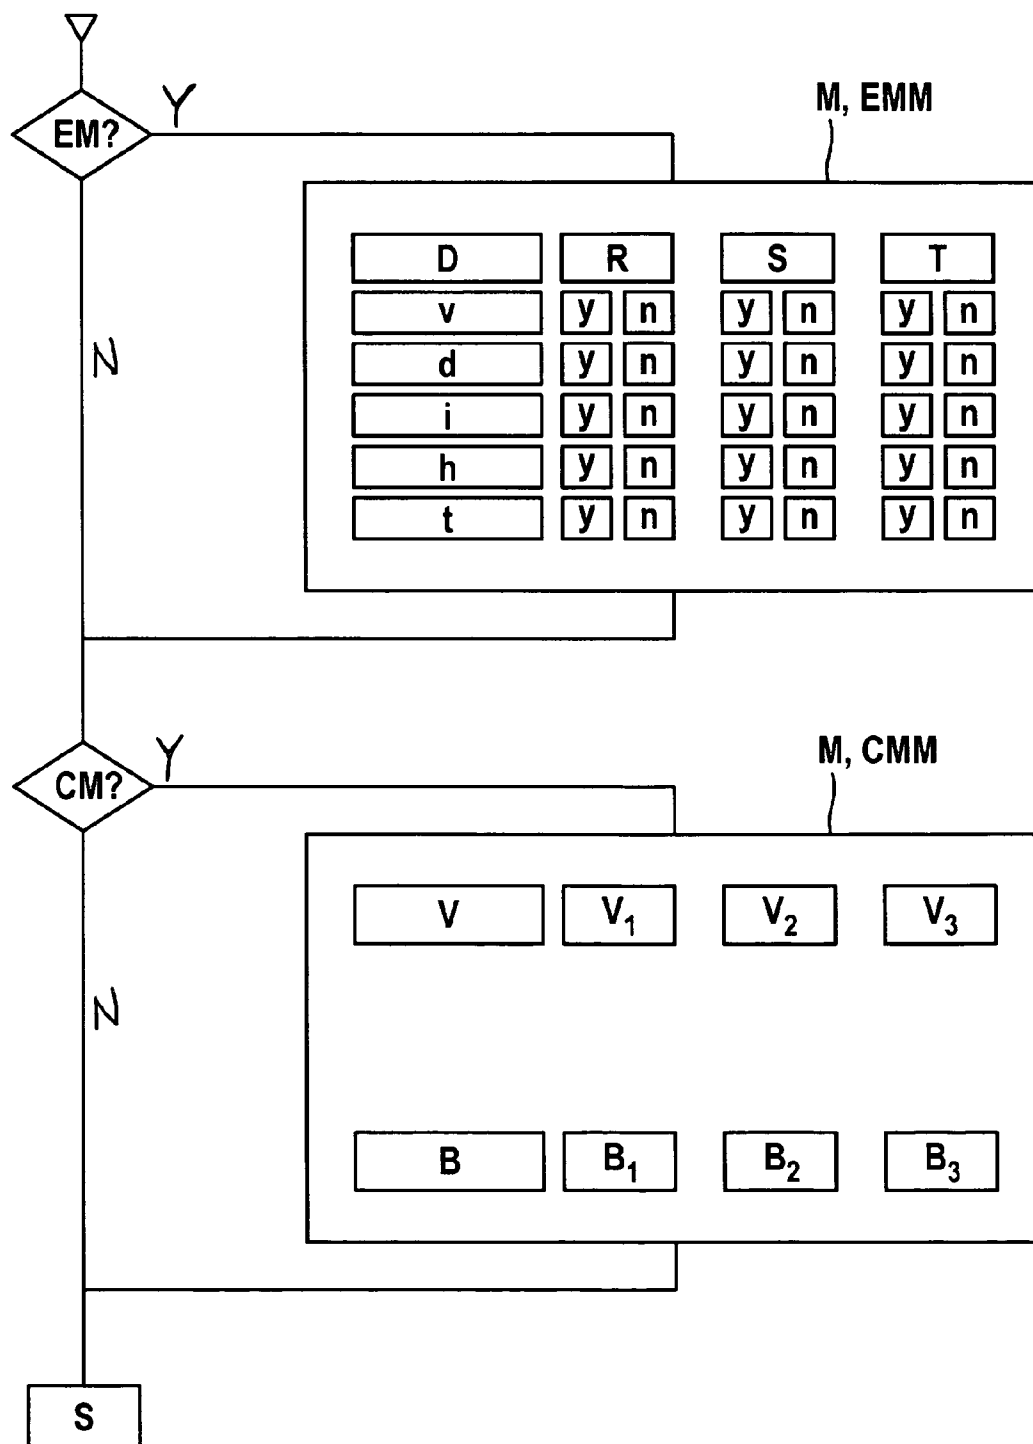 Y
M, EMM
EM?
D R S T
v y n y n y n
N
d y n y n y n
i y n y n y n
h y n y n y n
t y n y n y n
Y
M, CMM
CM?
V V₁ V₂ V₃
N
B B₁ B₂ B₃
S